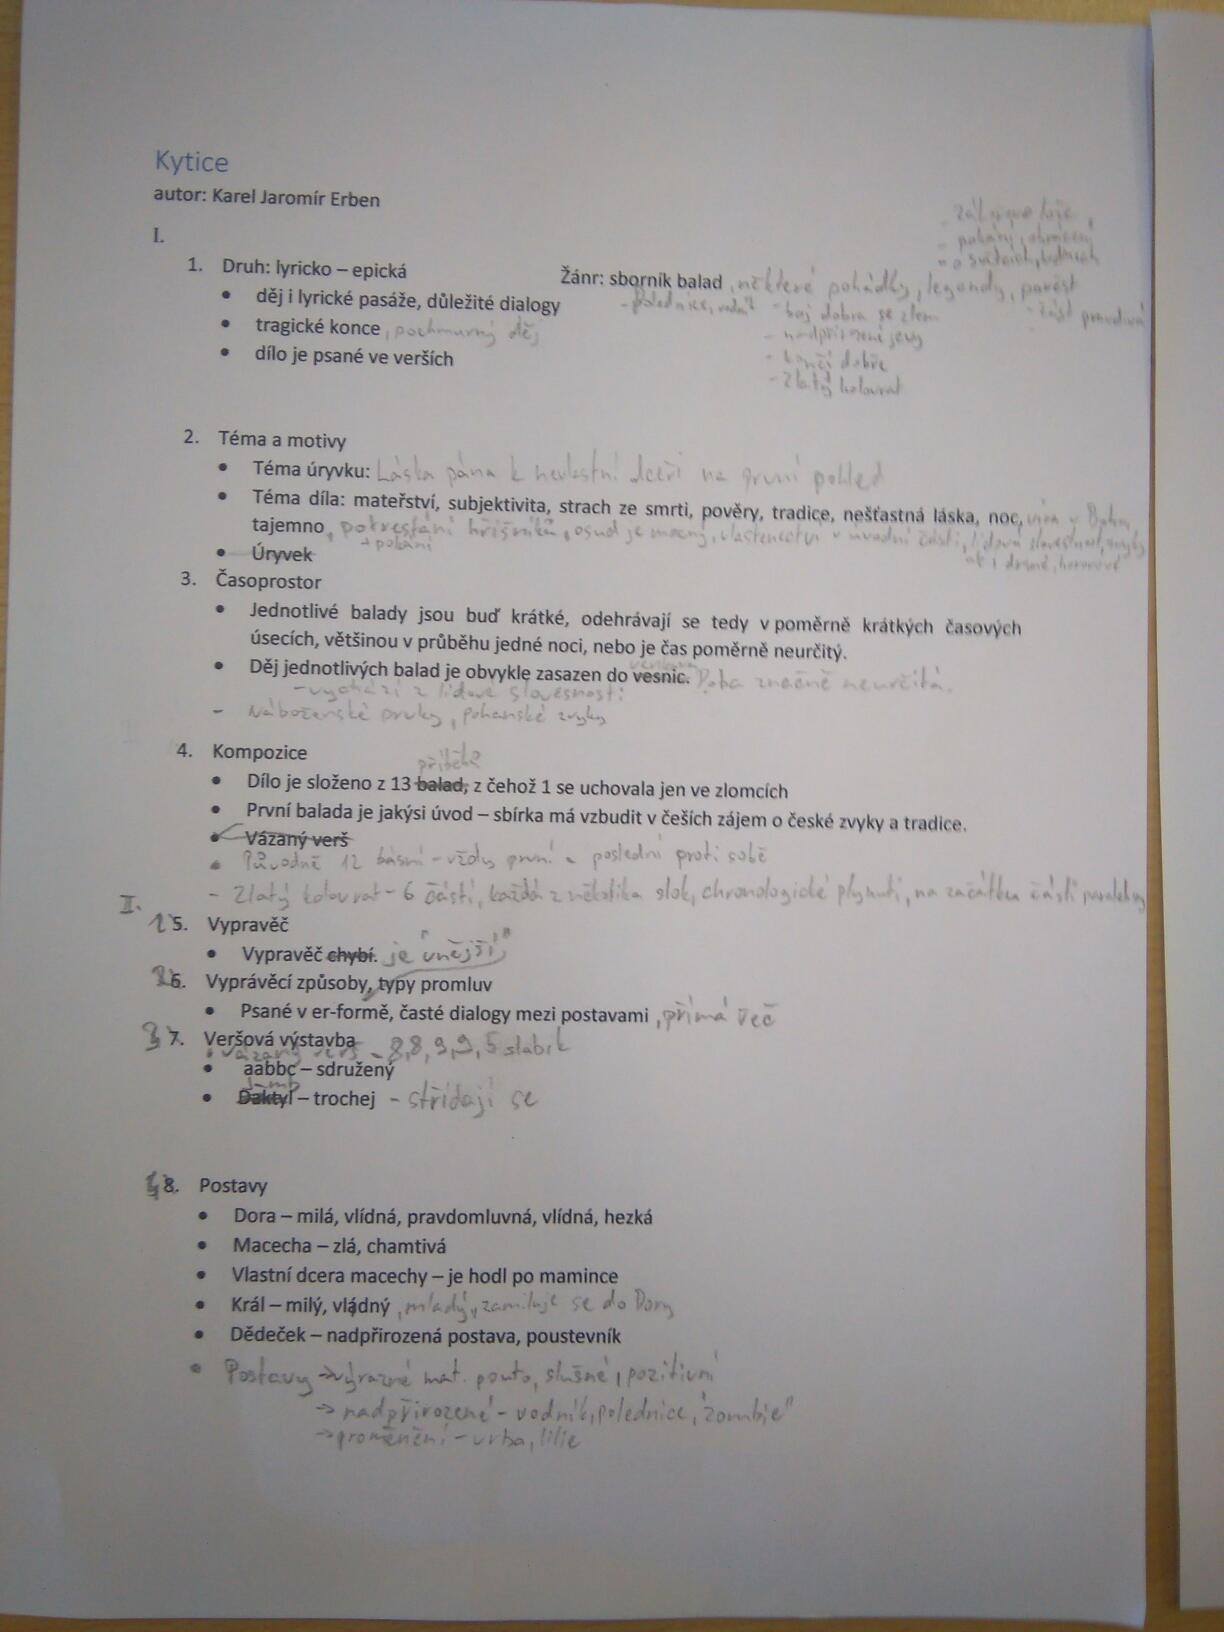 Kytice
autor: Karel Jaromír Erben
I.
pohání
o světcích,
1. Druh: lyricko – epická
Žánr: sborník balad, některé pohádky, legendy, pověst
• děj i lyrické pasáže, důležité dialogy
- Polednice, vodn.
- boj dobra se zlem
- část pravdivá
• tragické konce, pochmurný děj
- nadpřirozené jevy
• dílo je psané ve verších
- končí dobře
- Zlatý kolovrat
2. Téma a motivy
• Téma úryvku: Láska pána k nevlastní dceři na první pohled
• Téma díla: mateřství, subjektivita, strach ze smrti, pověry, tradice, nešťastná láska, noc, víra v Boha,
tajemno, potrestání hříšníků, osud je mocný, vlastenectví v úvodní části, lidová slovesnost, zvyky
+ pokání
• Úryvek
3. Časoprostor
• Jednotlivé balady jsou buď krátké, odehrávají se tedy v poměrně krátkých časových
úsecích, většinou v průběhu jedné noci, nebo je čas poměrně neurčitý.
venkova
• Děj jednotlivých balad je obvykle zasazen do vesnic. Doba značně neurčitá.
- vychází z lidové slovesnosti
- Náboženské prvky, pohanské zvyky
4. Kompozice
příběhů
• Dílo je složeno z 13 balad, z čehož 1 se uchovala jen ve zlomcích
• První balada je jakýsi úvod – sbírka má vzbudit v češích zájem o české zvyky a tradice.
• Vázaný verš
• Původně 12 básní - vždy první a poslední proti sobě
- Zlatý kolovrat - 6 částí, každá z několika slok, chronologické plynutí, na začátku části paralelismy
II.
1. 5. Vypravěč
• Vypravěč chybí. je "vnější"
2. 6. Vyprávěcí způsoby, typy promluv
• Psané v er-formě, časté dialogy mezi postavami, přímá řeč
3. 7. Veršová výstavba
• vázaný verš - 8,8,9,9,5 slabik
• aabbc – sdružený
Jamb
• Daktyl – trochej - střídají se
4. 8. Postavy
• Dora – milá, vlídná, pravdomluvná, vlídná, hezká
• Macecha – zlá, chamtivá
• Vlastní dcera macechy – je hodl po mamince
• Král – milý, vládný, mladý, zamiluje se do Dory
• Dědeček – nadpřirozená postava, poustevník
• Postavy → výrazné mat. pouto, slušné, pozitivní
→ nadpřirozené - vodník, polednice, "zombie"
→ proměnění - vrba, lilie